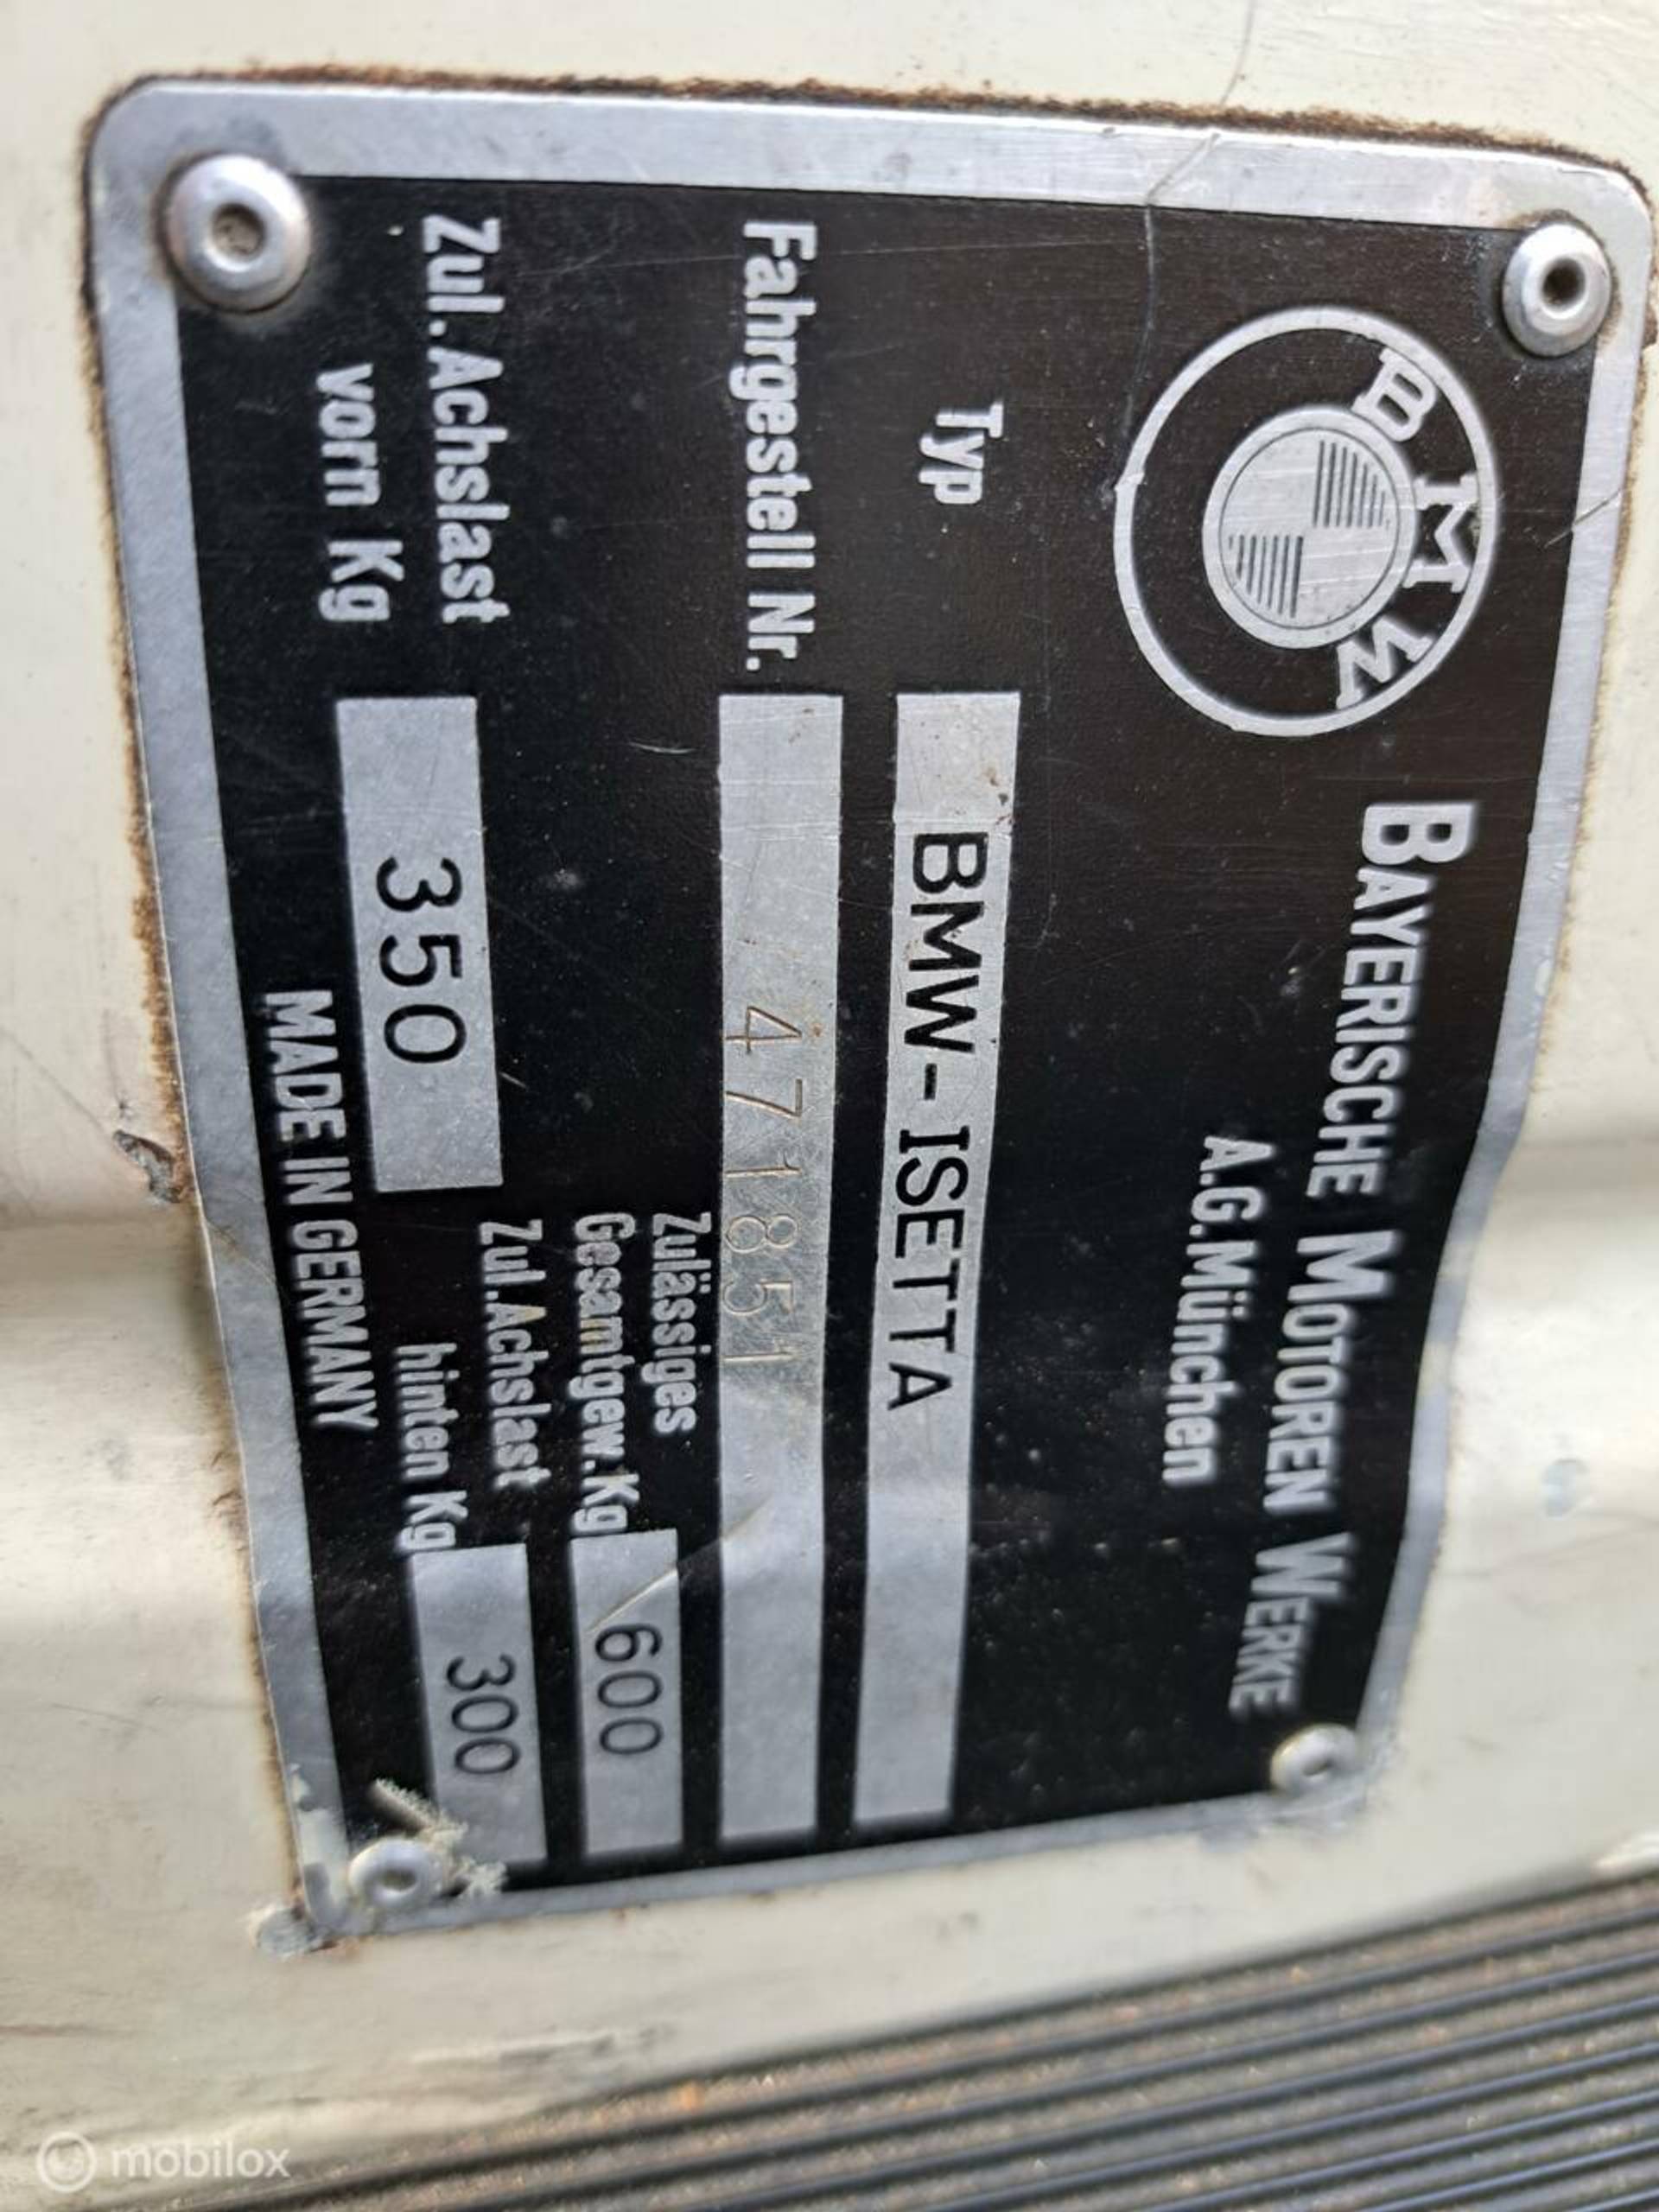 BMW
BAYERISCHE MOTOREN WERKE
A.G. München
Typ BMW-ISETTA
Fahrgestell Nr. 471851
Zulässiges
Gesamtgew. Kg 600
Zul. Achslast
vorn Kg 350
Zul. Achslast
hinten Kg 300
MADE IN GERMANY
mobilox